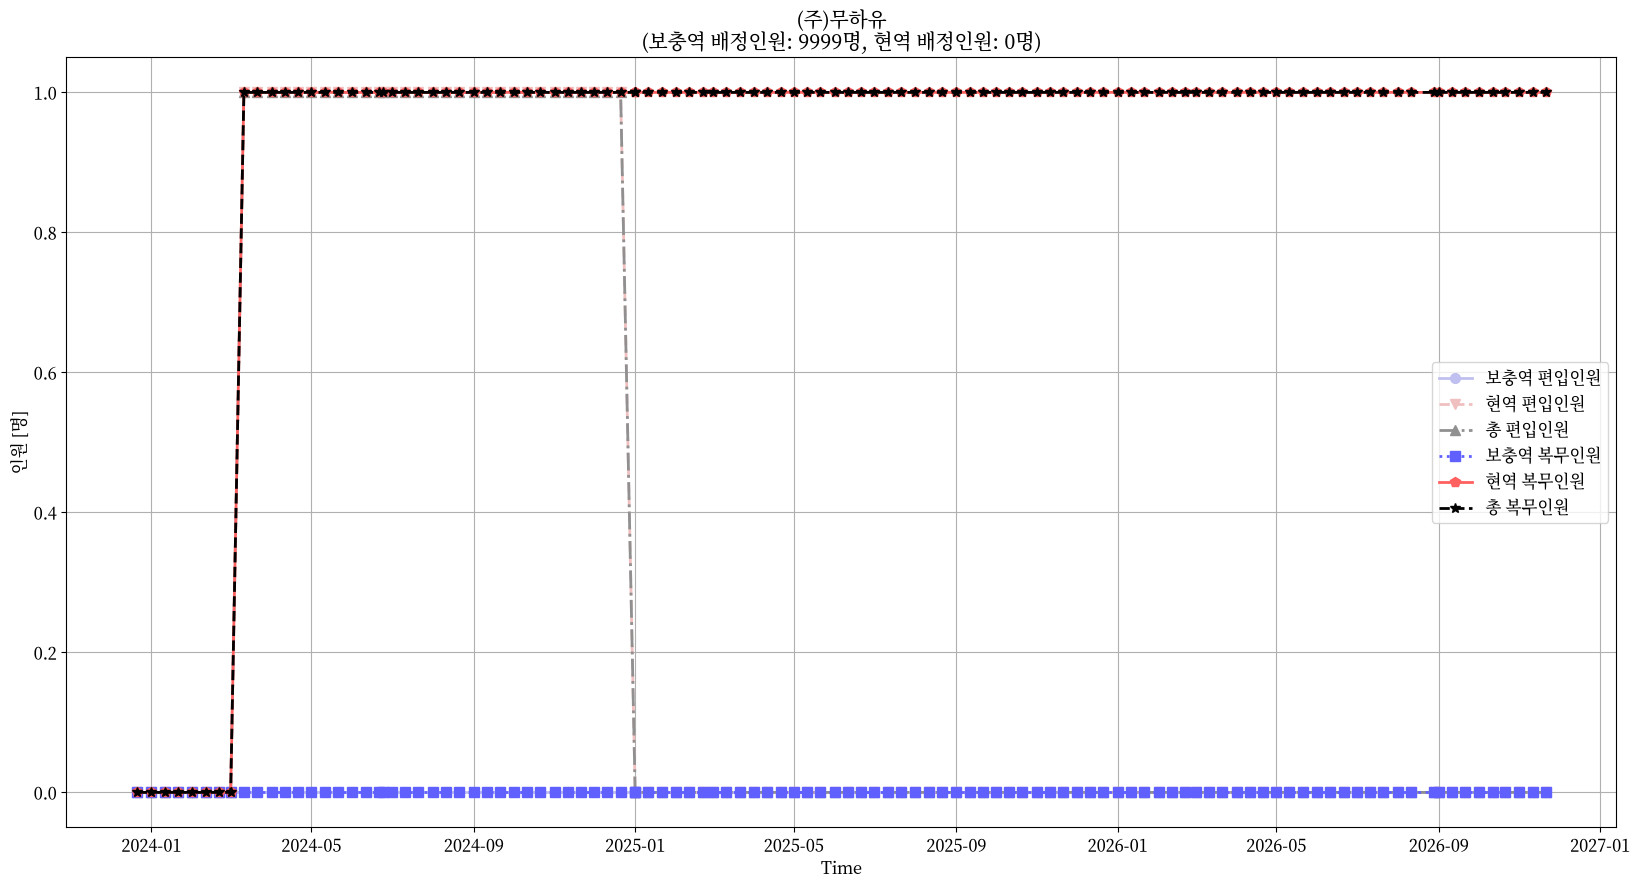 (주)무하유
(보충역 배정인원: 9999명, 현역 배정인원: 0명)
인원 [명]
1.0
0.8
0.6
0.4
0.2
0.0
보충역 편입인원
현역 편입인원
총 편입인원
보충역 복무인원
현역 복무인원
총 복무인원
2024-01 2024-05 2024-09 2025-01 2025-05 2025-09 2026-01 2026-05 2026-09 2027-01
Time